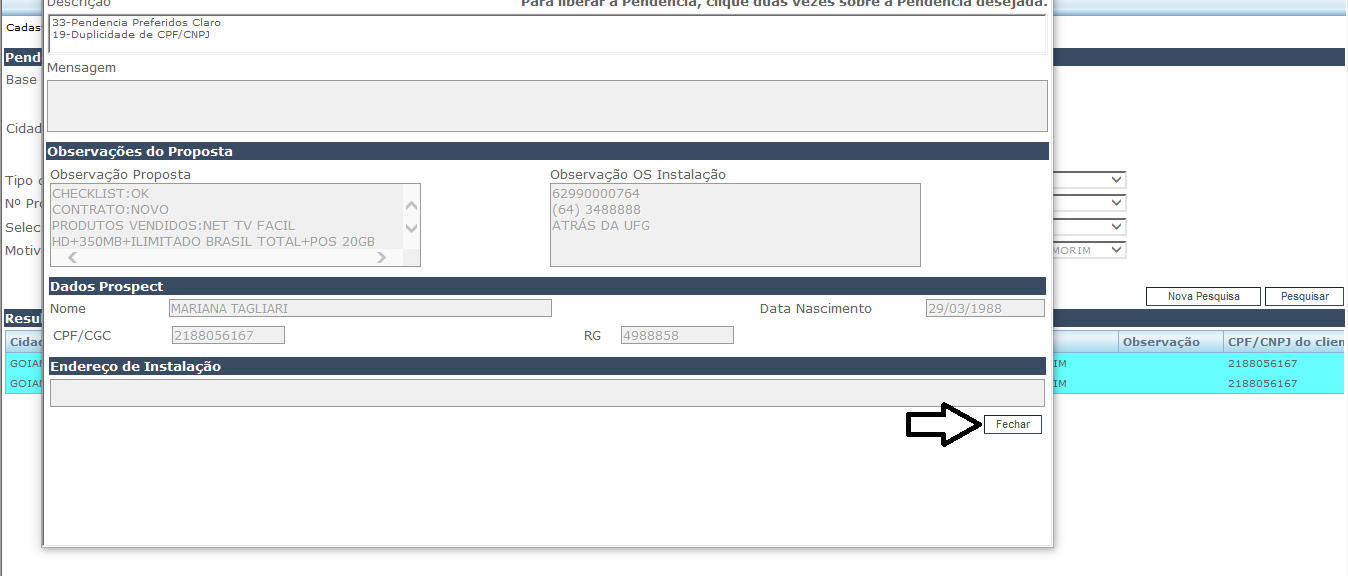 Descrição
Para liberar a Pendência, clique duas vezes sobre a Pendência desejada.
33-Pendencia Preferidos Claro
19-Duplicidade de CPF/CNPJ
Mensagem
Observações do Proposta
Observação Proposta
CHECKLIST:OK
CONTRATO:NOVO
PRODUTOS VENDIDOS:NET TV FACIL
HD+350MB+ILIMITADO BRASIL TOTAL+POS 20GB
Observação OS Instalação
62990000764
(64) 3488888
ATRÁS DA UFG
Dados Prospect
Nome MARIANA TAGLIARI Data Nascimento 29/03/1988
CPF/CGC 2188056167 RG 4988858
Endereço de Instalação
Fechar
Cadas
Pend
Base
Cidad
Tipo
Nº Pro
Selec
Motiv
MORIM
Nova Pesquisa Pesquisar
Resu
Cidad Observação CPF/CNPJ do clien
GOIAN IM 2188056167
GOIAN IM 2188056167